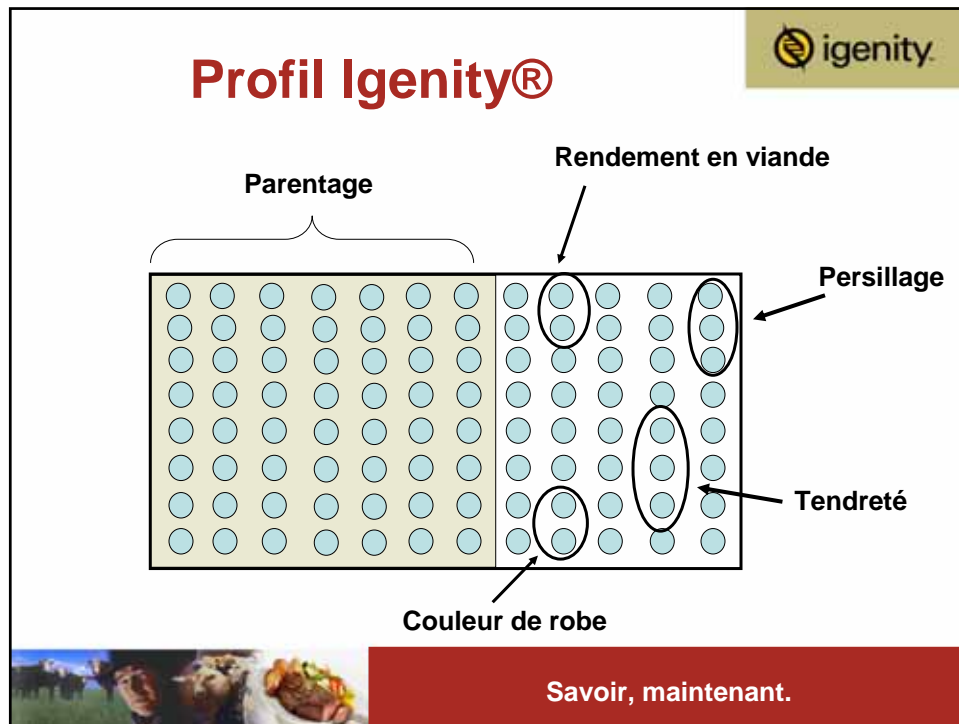 Profil Igenity®
igenity
Rendement en viande
Parentage
Persillage
Tendreté
Couleur de robe
Savoir, maintenant.